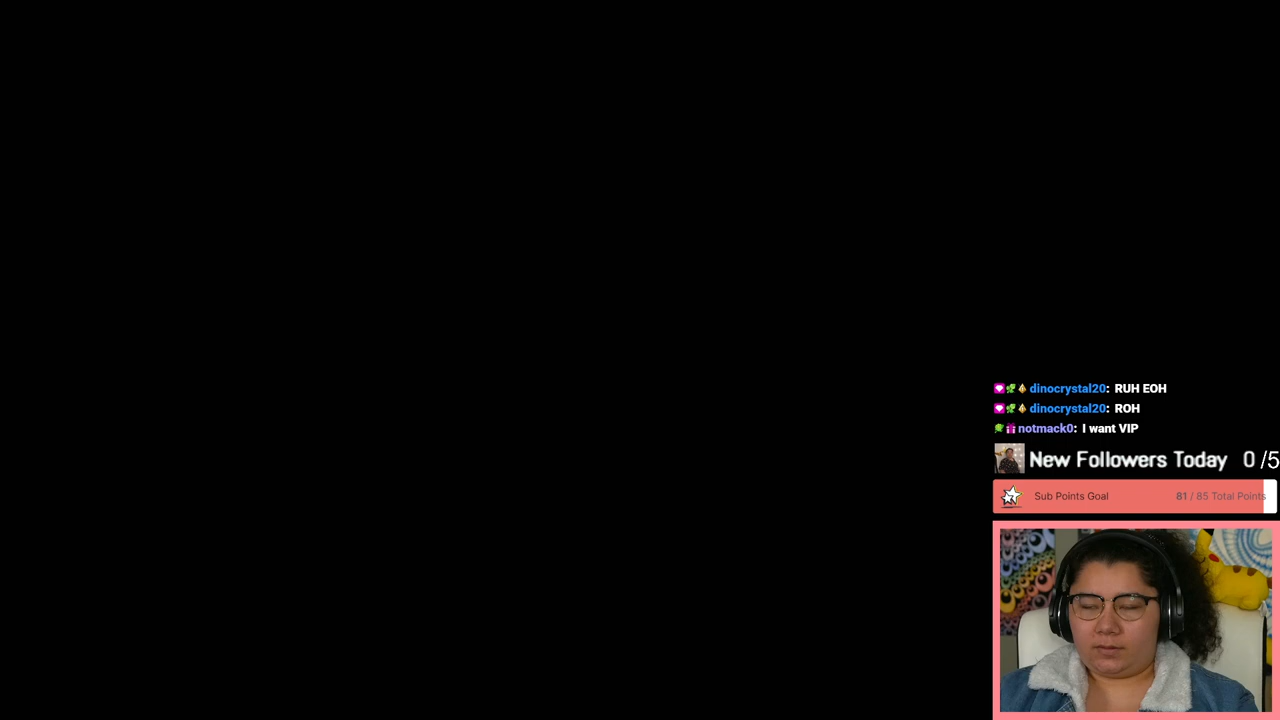 dinocrystal20: RUH EOH
dinocrystal20: ROH
notmack0: I want VIP
New Followers Today 0 /5
Sub Points Goal 81 / 85 Total Points